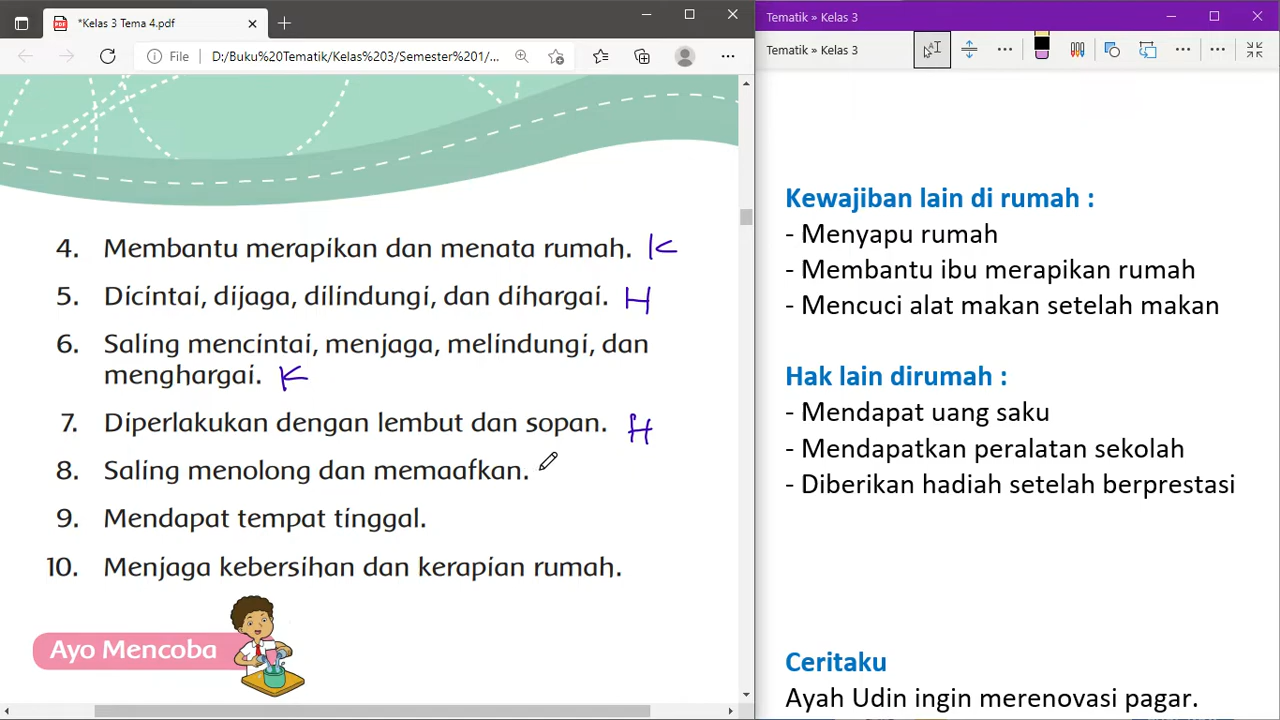 *Kelas 3 Tema 4.pdf
File
D:/Buku%20Tematik/Kelas%203/Semester%201/...
4. Membantu merapikan dan menata rumah. K
5. Dicintai, dijaga, dilindungi, dan dihargai. H
6. Saling mencintai, menjaga, melindungi, dan
menghargai. K
7. Diperlakukan dengan lembut dan sopan. H
8. Saling menolong dan memaafkan.
9. Mendapat tempat tinggal.
10. Menjaga kebersihan dan kerapian rumah.
Ayo Mencoba
Tematik » Kelas 3
Tematik » Kelas 3
Kewajiban lain di rumah :
- Menyapu rumah
- Membantu ibu merapikan rumah
- Mencuci alat makan setelah makan
Hak lain dirumah :
- Mendapat uang saku
- Mendapatkan peralatan sekolah
- Diberikan hadiah setelah berprestasi
Ceritaku
Ayah Udin ingin merenovasi pagar.